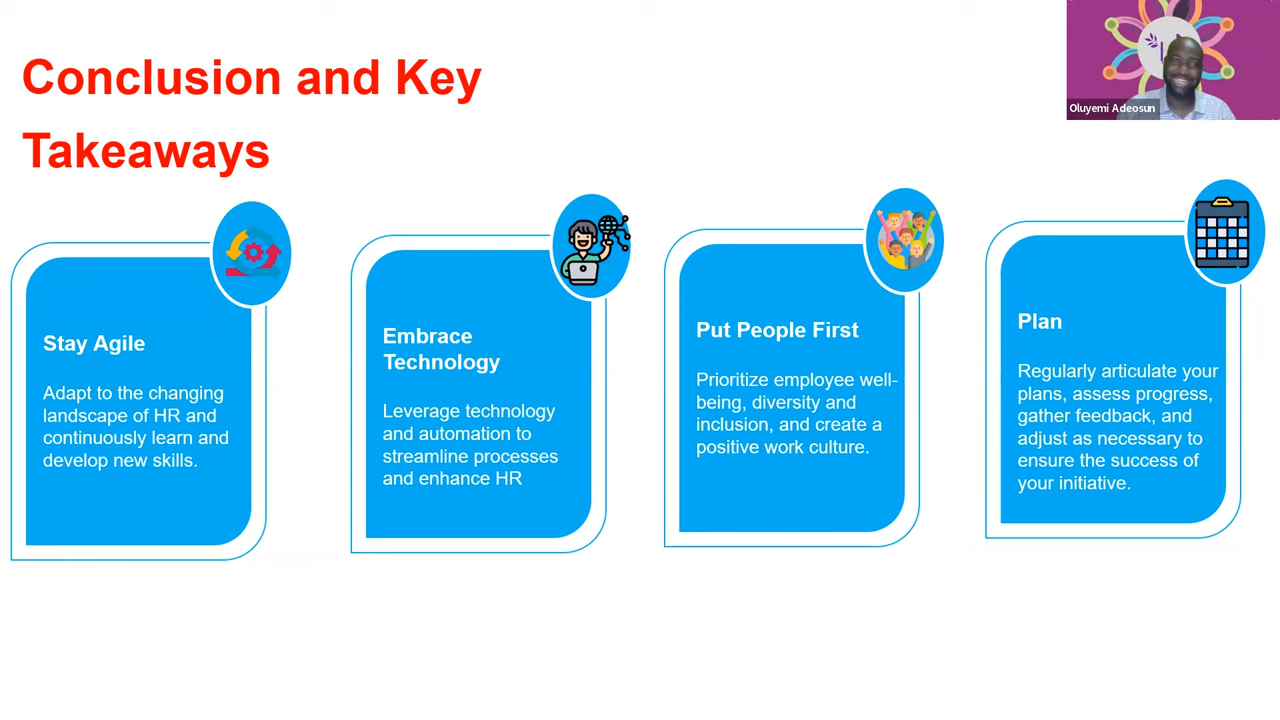 Conclusion and Key
Takeaways
Oluyemi Adeosun
Stay Agile
Adapt to the changing
landscape of HR and
continuously learn and
develop new skills.
Embrace
Technology
Leverage technology
and automation to
streamline processes
and enhance HR
Put People First
Prioritize employee well-
being, diversity and
inclusion, and create a
positive work culture.
Plan
Regularly articulate your
plans, assess progress,
gather feedback, and
adjust as necessary to
ensure the success of
your initiative.